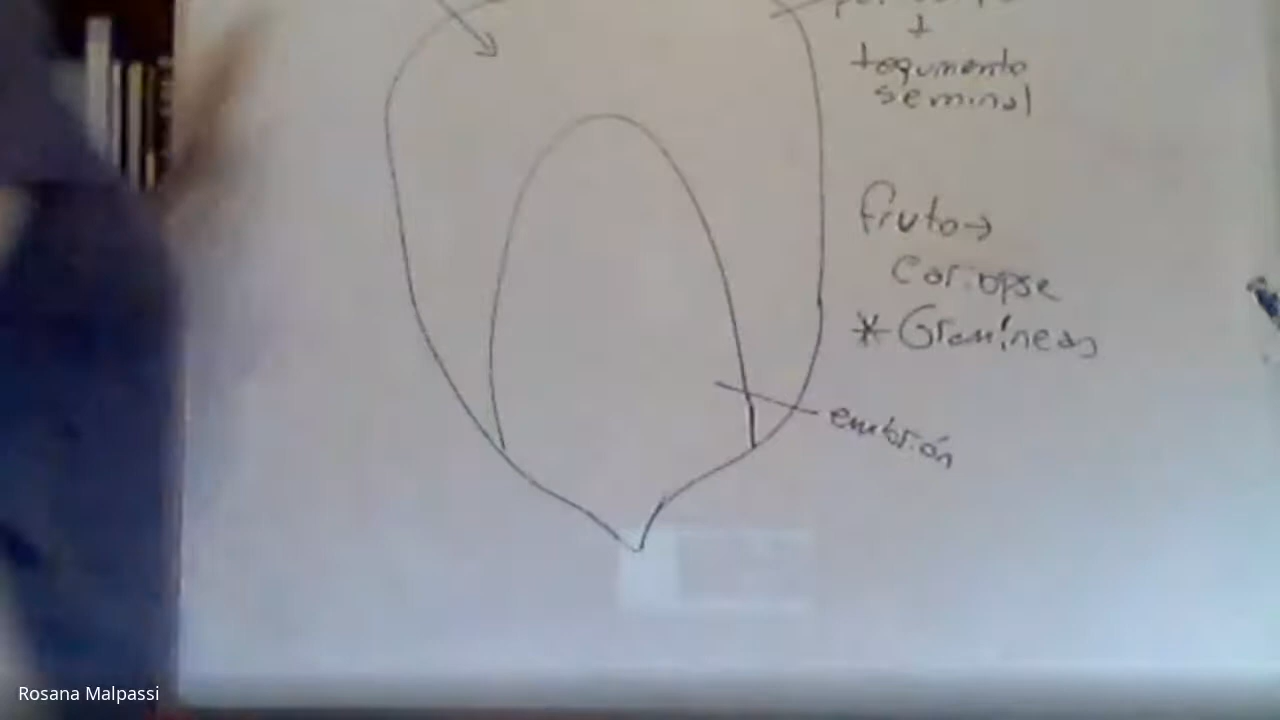 +
tegumento
seminal
fruto→
Cariopse
* Gramíneas
embrión
Rosana Malpassi